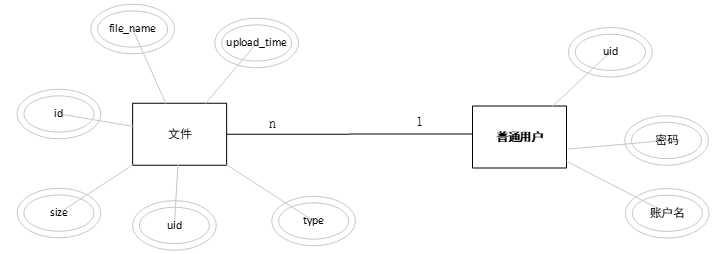 file_name
upload_time
uid
id
文件
n
1
普通用户
密码
size
uid
type
账户名